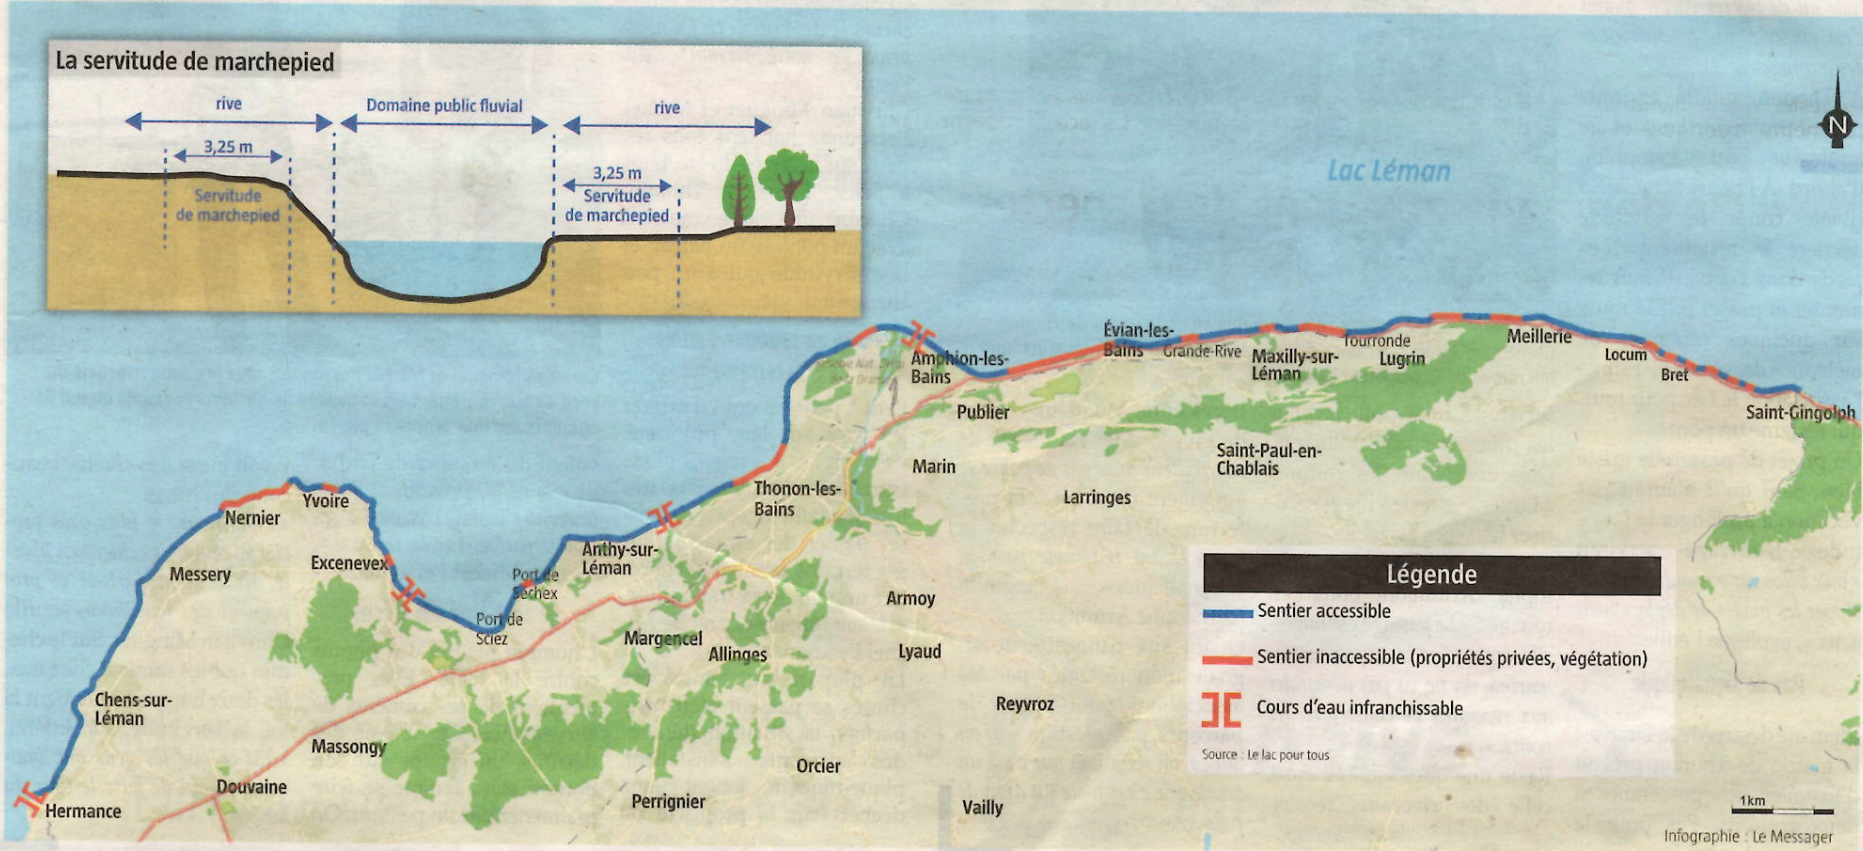 La servitude de marchepied
rive
Domaine public fluvial
rive
3,25 m
Servitude
de marchepied
3,25 m
Servitude
de marchepied
N
Lac Léman
Évian-les-
Bains
Grande-Rive
Maxilly-sur-
Léman
Tourronde
Lugrin
Meillerie
Locum
Bret
Saint-Gingolph
Amphion-les-
Bains
Publier
Saint-Paul-en-
Chablais
Marin
Larringes
Thonon-les-
Bains
Yvoire
Nernier
Excenevex
Messery
Anthy-sur-
Léman
Port de
Séchex
Port de
Sciez
Armoy
Margencel
Allinges
Lyaud
Chens-sur-
Léman
Reyvroz
Massongy
Orcier
Douvaine
Perrignier
Vailly
Hermance
Légende
Sentier accessible
Sentier inaccessible (propriétés privées, végétation)
Cours d'eau infranchissable
Source : Le lac pour tous
1km
Infographie : Le Messager